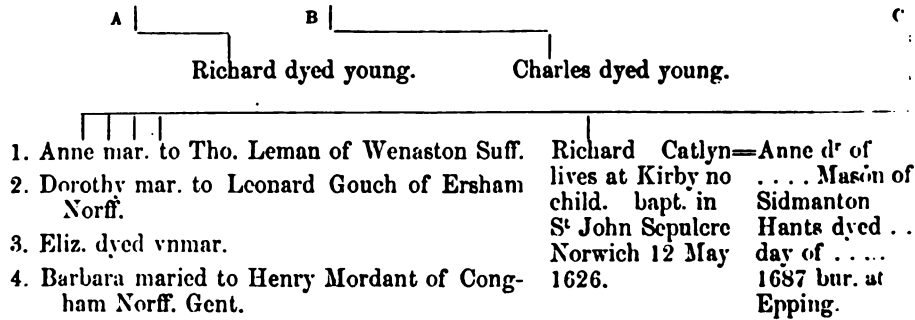 A B C
Richard dyed young. Charles dyed young.
1. Anne mar. to Tho. Leman of Wenaston Suff.
2. Dorothy mar. to Leonard Gouch of Ersham
Norff.
3. Eliz. dyed vnmar.
4. Barbara maried to Henry Mordant of Cong-
ham Norff. Gent.
Richard Catlyn=Anne dr of
lives at Kirby no . . . . Mason of
child. bapt. in Sidmanton
St John Sepulcre Hants dyed . .
Norwich 12 May day of . . . . .
1626. 1687 bur. at
Epping.